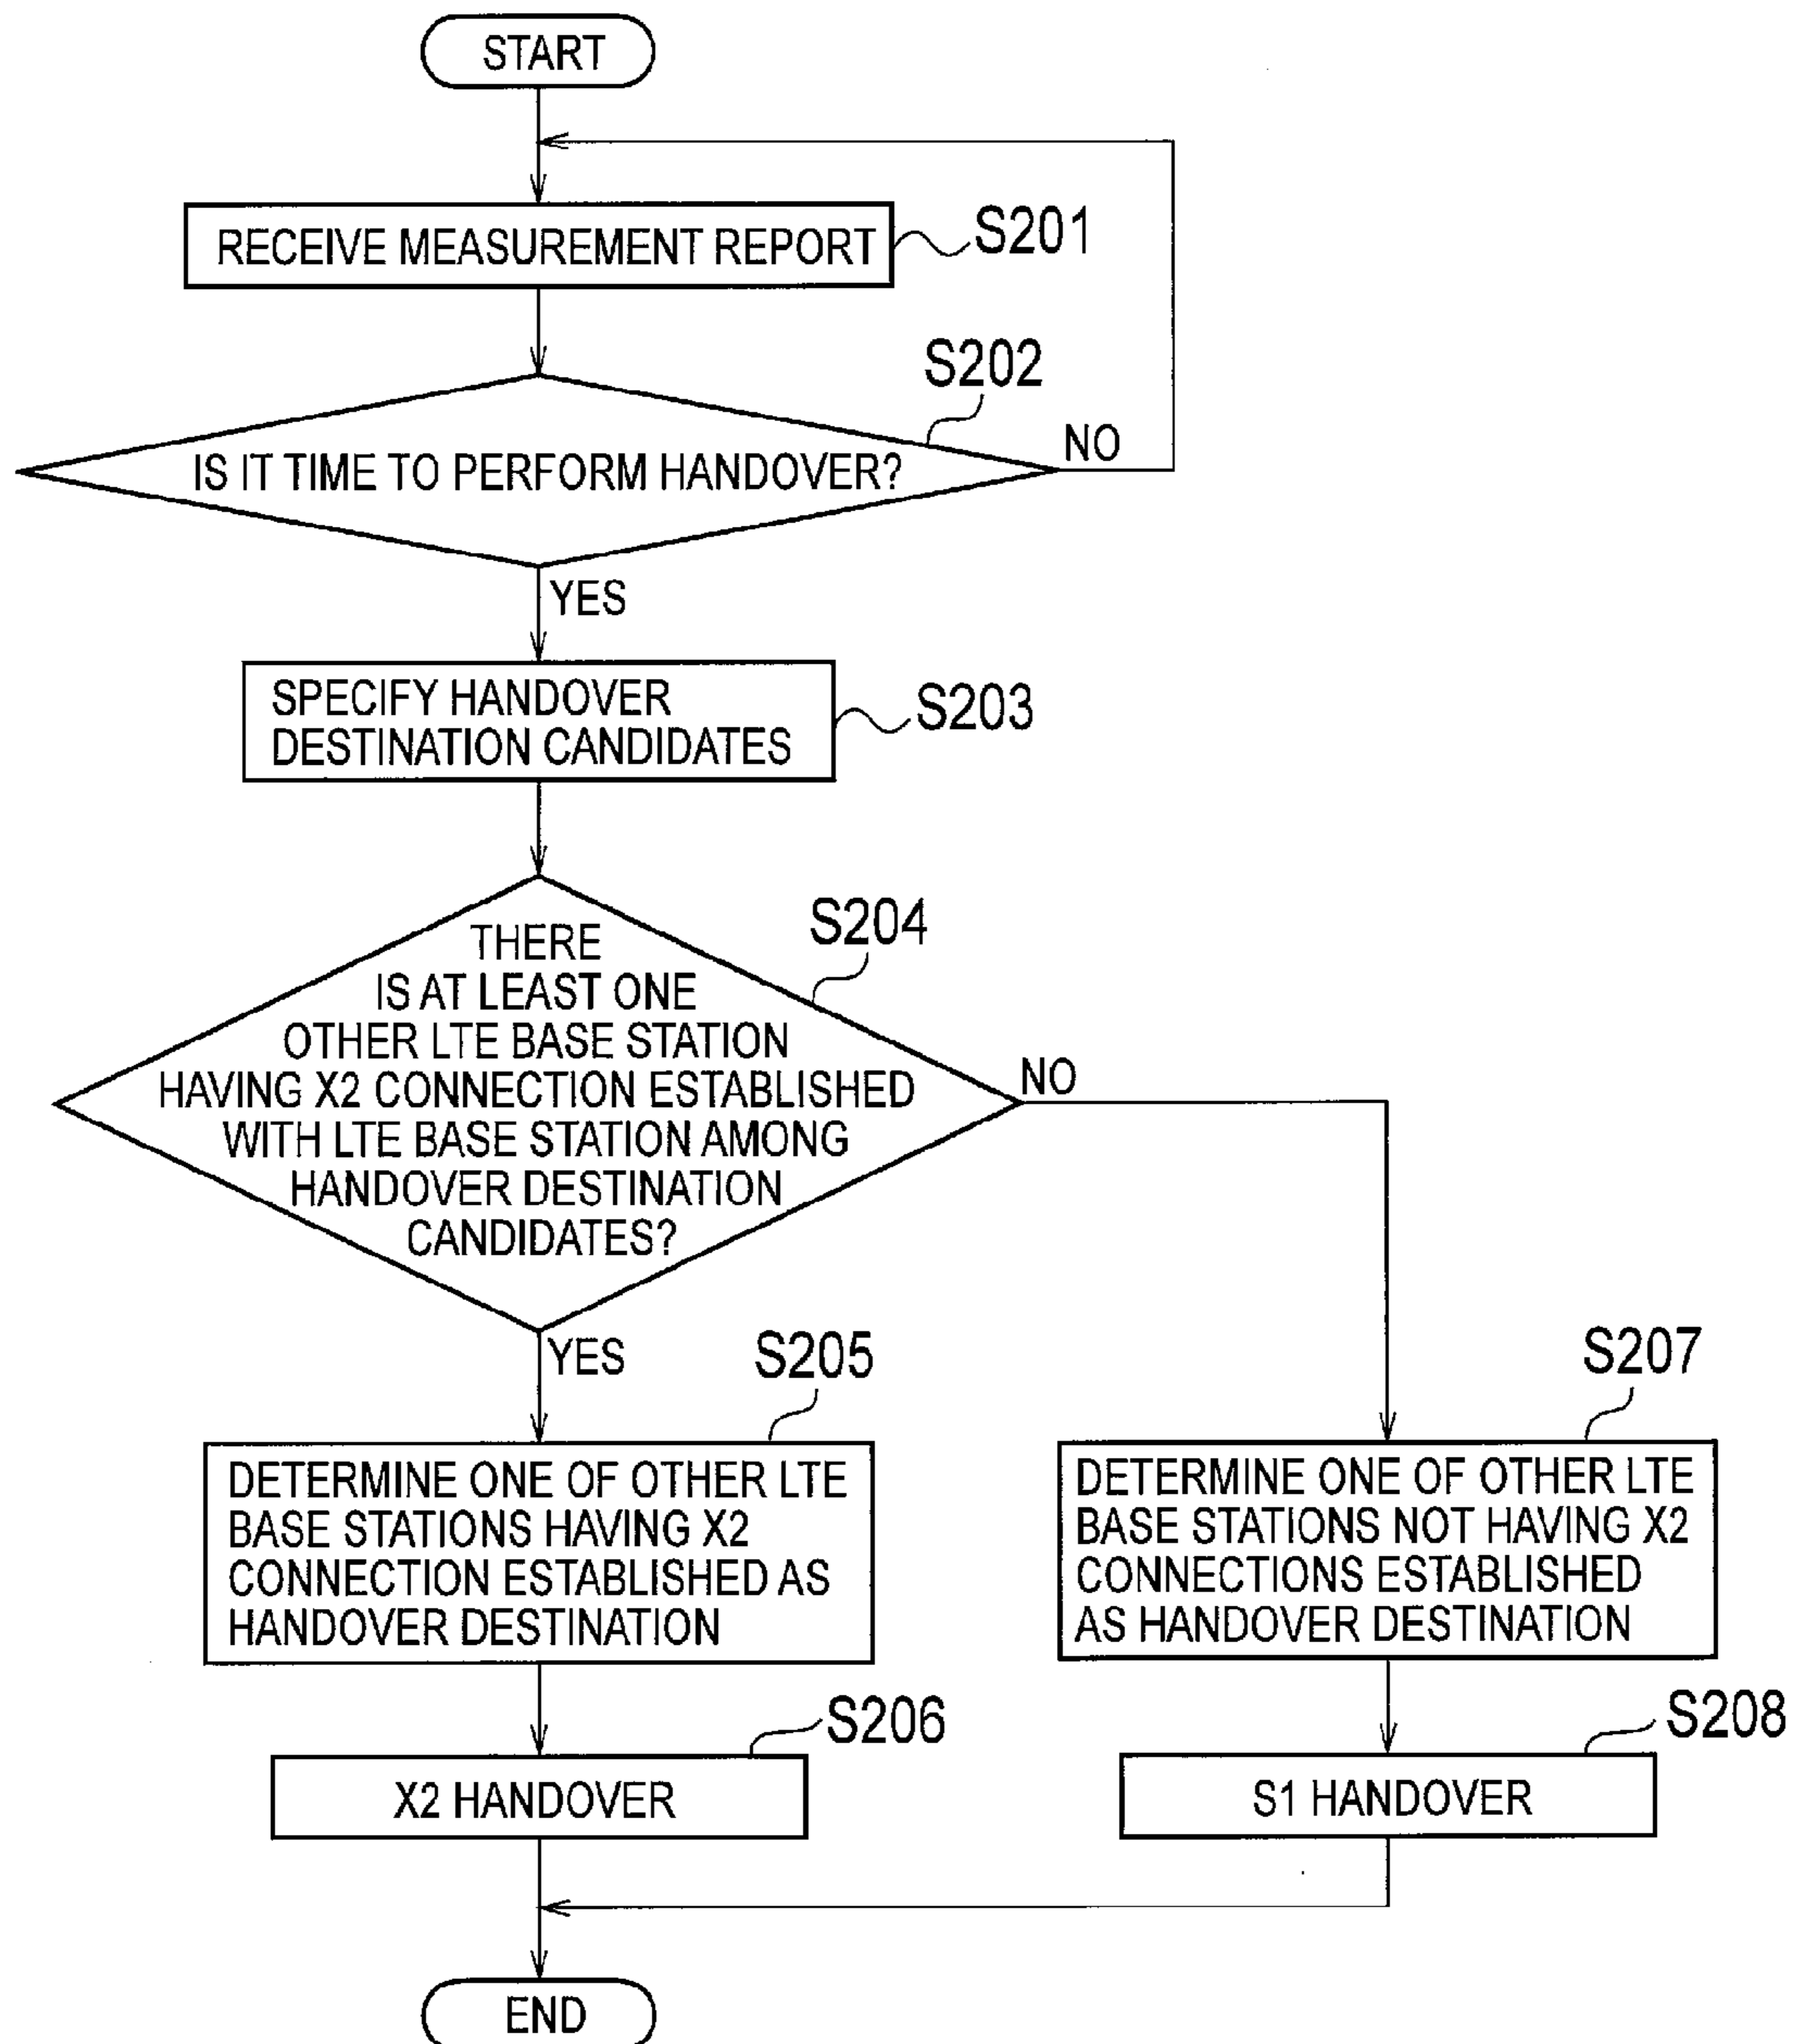 START
RECEIVE MEASUREMENT REPORT
S201
S202
IS IT TIME TO PERFORM HANDOVER?
NO
YES
SPECIFY HANDOVER
DESTINATION CANDIDATES
S203
S204
THERE
IS AT LEAST ONE
OTHER LTE BASE STATION
HAVING X2 CONNECTION ESTABLISHED
WITH LTE BASE STATION AMONG
HANDOVER DESTINATION
CANDIDATES?
NO
YES
S205
DETERMINE ONE OF OTHER LTE
BASE STATIONS HAVING X2
CONNECTION ESTABLISHED AS
HANDOVER DESTINATION
S207
DETERMINE ONE OF OTHER LTE
BASE STATIONS NOT HAVING X2
CONNECTIONS ESTABLISHED
AS HANDOVER DESTINATION
S206
X2 HANDOVER
S208
S1 HANDOVER
END